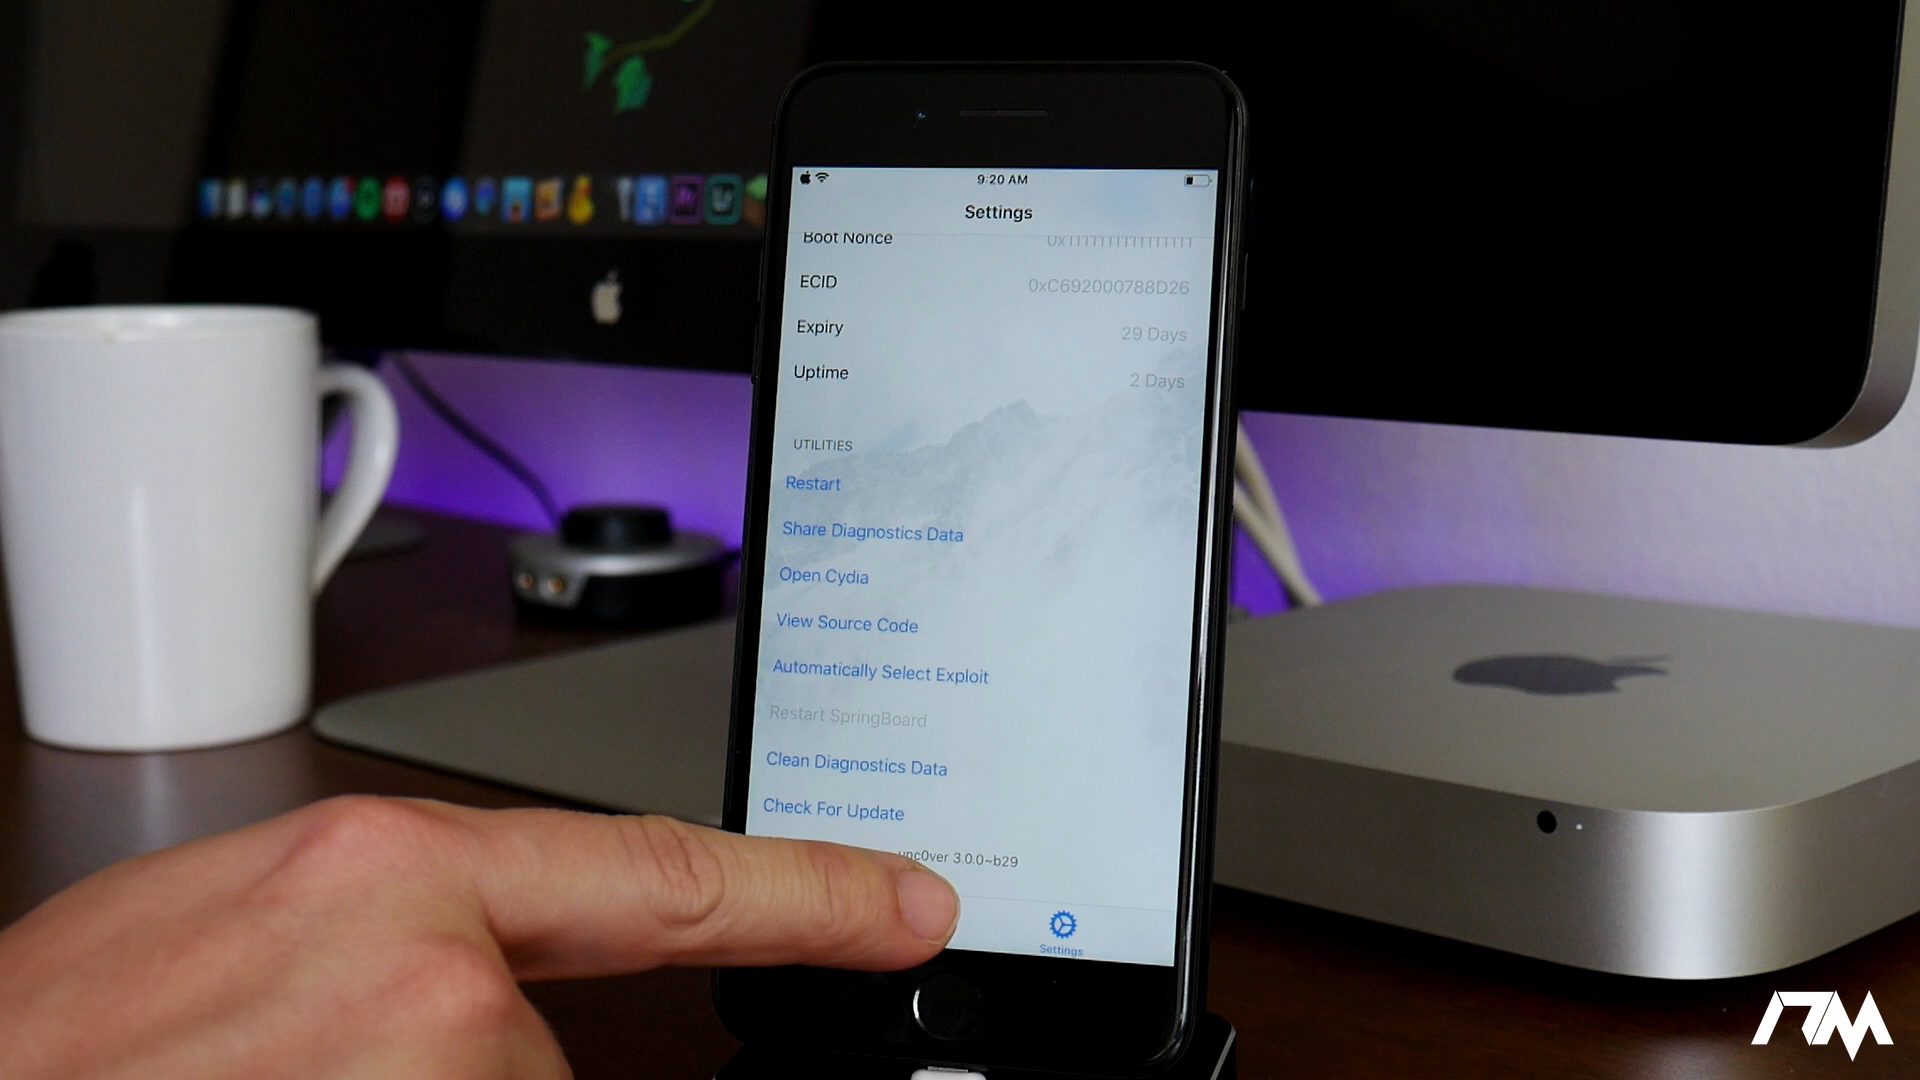 9:20 AM
Settings
Boot Nonce 0x1111111111111111
ECID 0xC692000788D26
Expiry 29 Days
Uptime 2 Days
UTILITIES
Restart
Share Diagnostics Data
Open Cydia
View Source Code
Automatically Select Exploit
Restart SpringBoard
Clean Diagnostics Data
Check For Update
unc0ver 3.0.0~b29
Settings